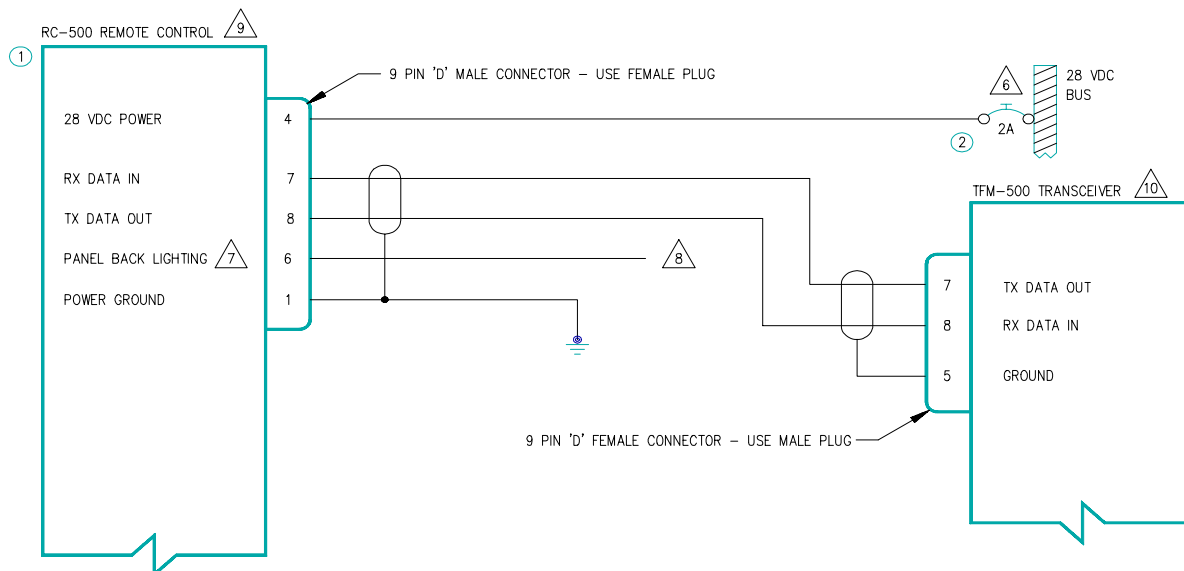 RC-500 REMOTE CONTROL 9
1
9 PIN 'D' MALE CONNECTOR - USE FEMALE PLUG
6
28 VDC
BUS
28 VDC POWER 4
2A
2
RX DATA IN 7
TFM-500 TRANSCEIVER 10
TX DATA OUT 8
PANEL BACK LIGHTING 7 6
8
POWER GROUND 1
7 TX DATA OUT
8 RX DATA IN
5 GROUND
9 PIN 'D' FEMALE CONNECTOR - USE MALE PLUG